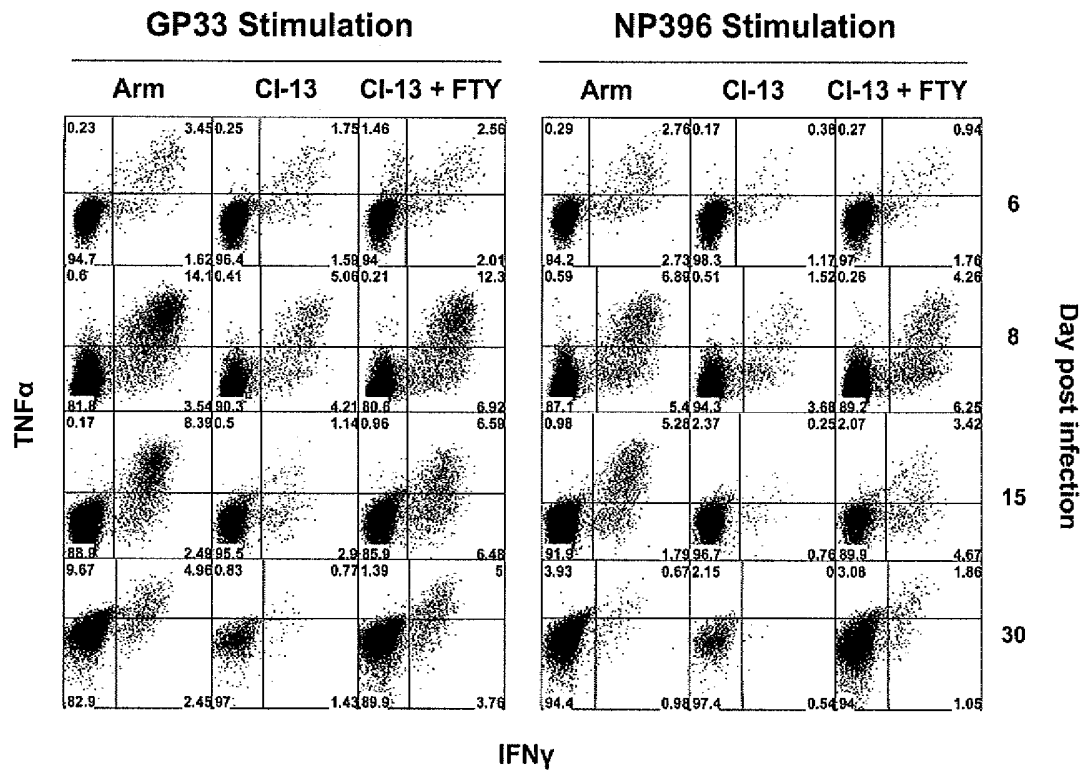 GP33 Stimulation NP396 Stimulation
Arm Cl-13 Cl-13 + FTY Arm Cl-13 Cl-13 + FTY
0.23 3.45 0.25 1.75 1.46 2.56 0.29 2.76 0.17 0.38 0.27 0.94
6
94.7 1.62 96.4 1.59 94 2.01 94.2 2.73 98.3 1.17 97 1.76
0.6 14.1 0.41 5.06 0.21 12.3 0.59 6.89 0.51 1.52 0.26 4.26
8
81.8 3.54 90.3 4.21 80.6 6.92 87.1 5.4 94.3 3.68 89.2 6.25
0.17 8.39 0.5 1.14 0.96 6.59 0.98 5.28 2.37 0.25 2.07 3.42
15
88.9 2.49 95.5 2.9 85.9 6.48 91.9 1.79 96.7 0.76 89.9 4.67
9.67 4.96 0.83 0.77 1.39 5 3.93 0.67 2.15 0 3.08 1.86
30
82.9 2.45 97 1.43 89.9 3.76 94.4 0.98 97.4 0.54 94 1.05
TNFα
Day post infection
IFNγ